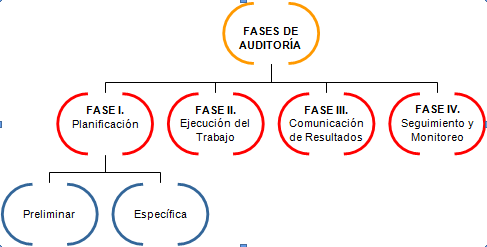 FASES DE
AUDITORÍA
FASE I.
Planificación
FASE II.
Ejecución del
Trabajo
FASE III.
Comunicación
de Resultados
FASE IV.
Seguimiento y
Monitoreo
Preliminar
Específica